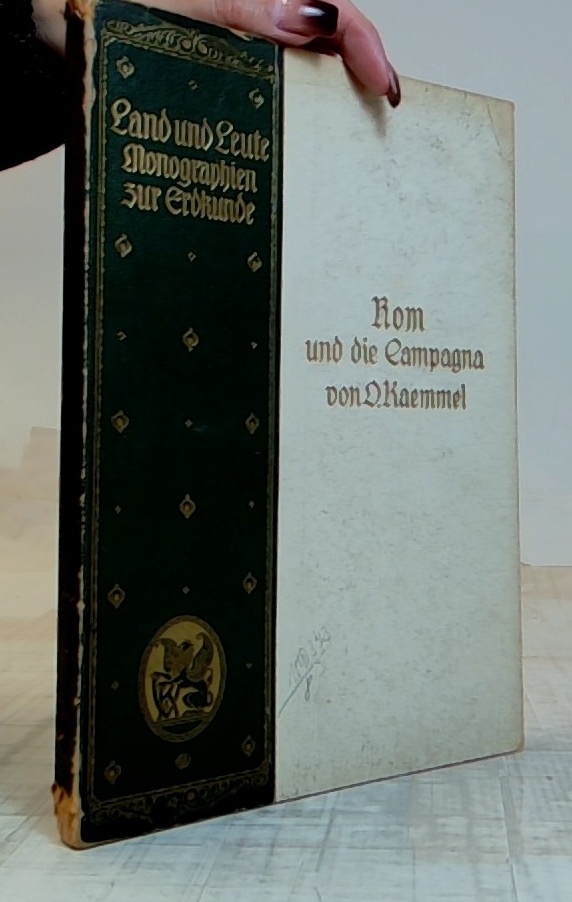 Land und Leute
Monographien
zur Erdkunde
Rom
und die Campagna
von O. Kaemmel